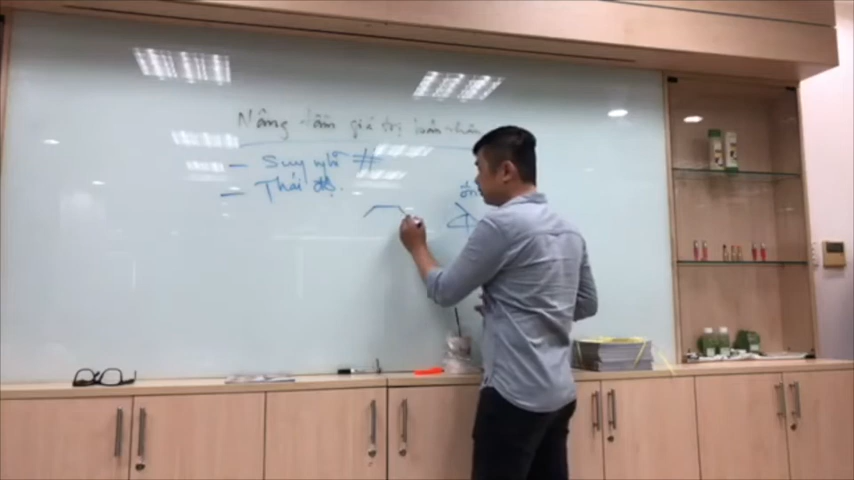 Nâng tầm giá trị bản thân
- Suy nghĩ #
- Thái độ.